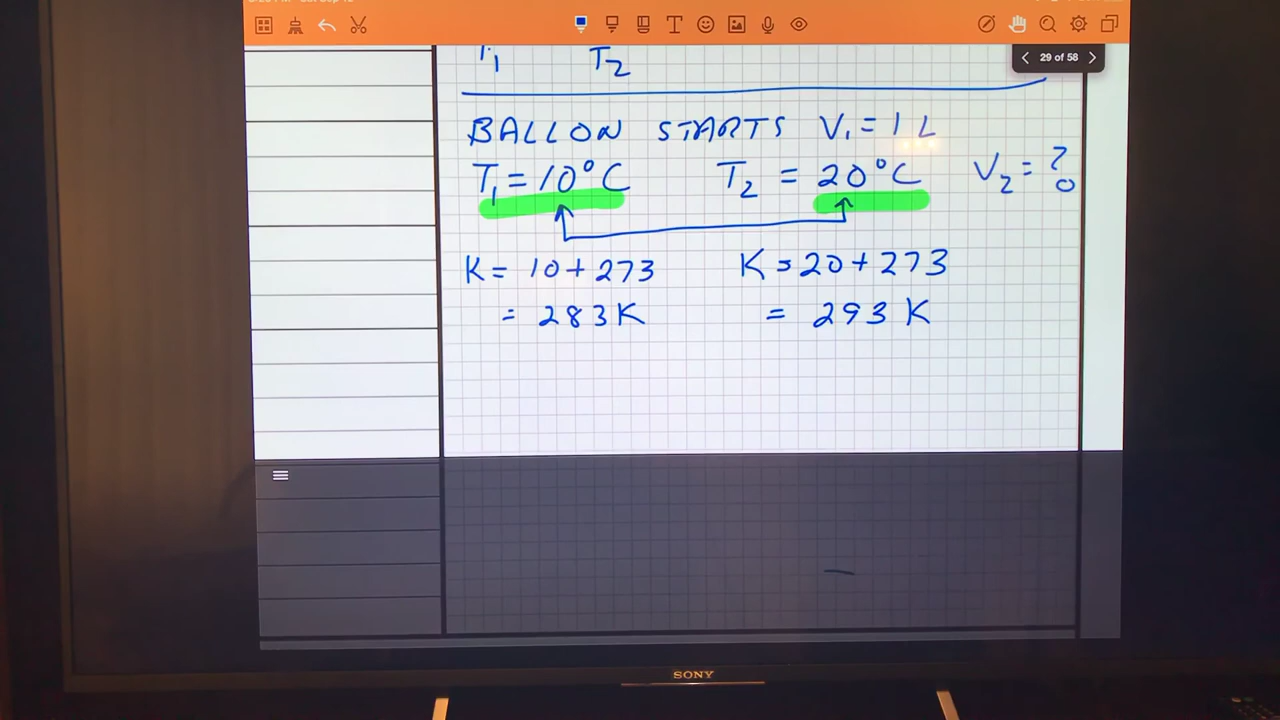 T₁ T₂
29 of 58
BALLON STARTS V₁ = 1 L
T₁ = 10°C T₂ = 20°C V₂ = ?
K = 10 + 273 K = 20 + 273
= 283 K = 293 K
SONY